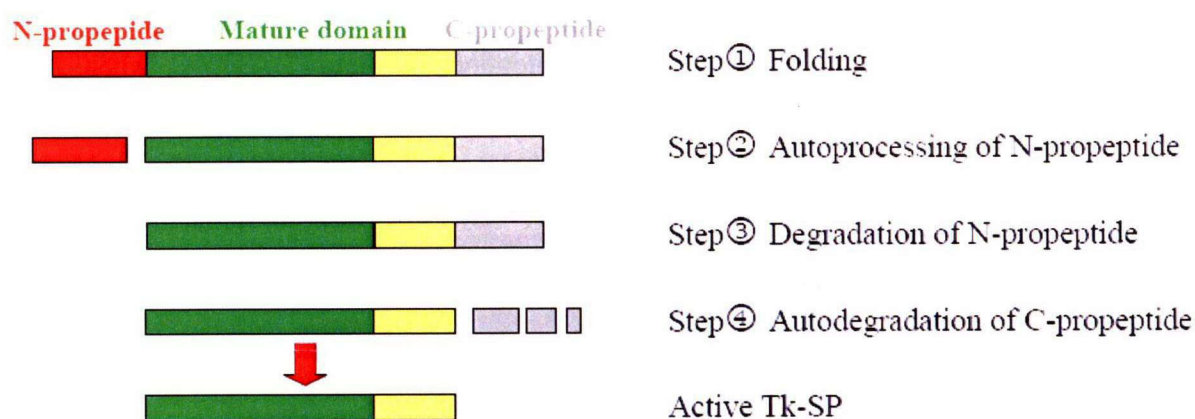 N-propepide Mature domain C-propeptide
Step① Folding
Step② Autoprocessing of N-propeptide
Step③ Degradation of N-propeptide
Step④ Autodegradation of C-propeptide
Active Tk-SP